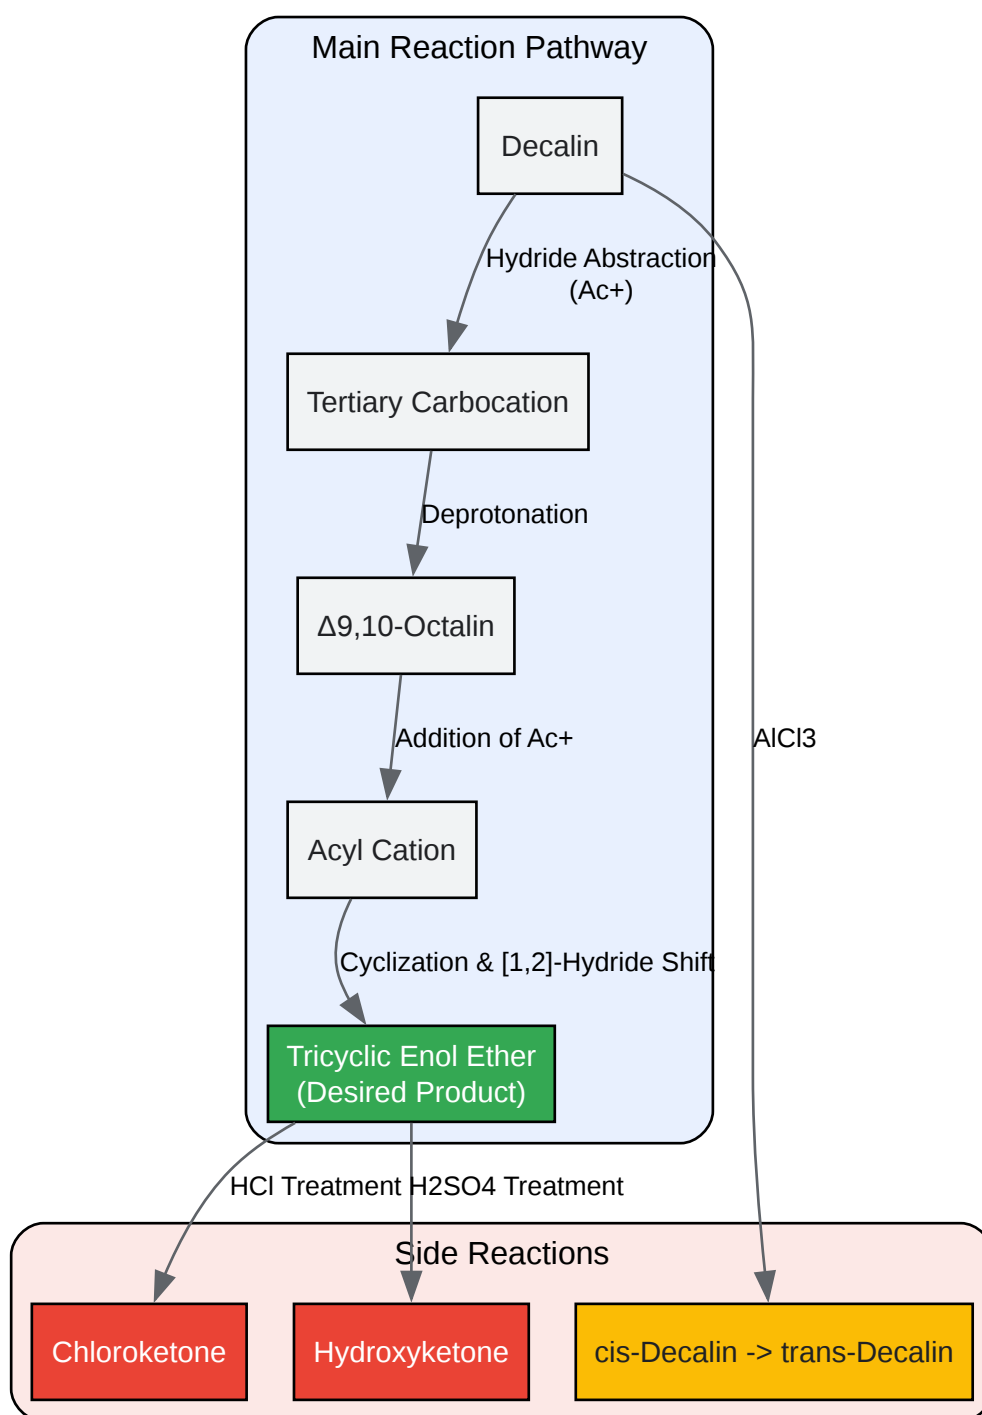 Main Reaction Pathway
Decalin
Hydride Abstraction
(Ac+)
Tertiary Carbocation
Deprotonation
Δ9,10-Octalin
Addition of Ac+
AlCl3
Acyl Cation
Cyclization & [1,2]-Hydride Shift
Tricyclic Enol Ether
(Desired Product)
HCl Treatment
H2SO4 Treatment
Side Reactions
Chloroketone
Hydroxyketone
cis-Decalin -> trans-Decalin